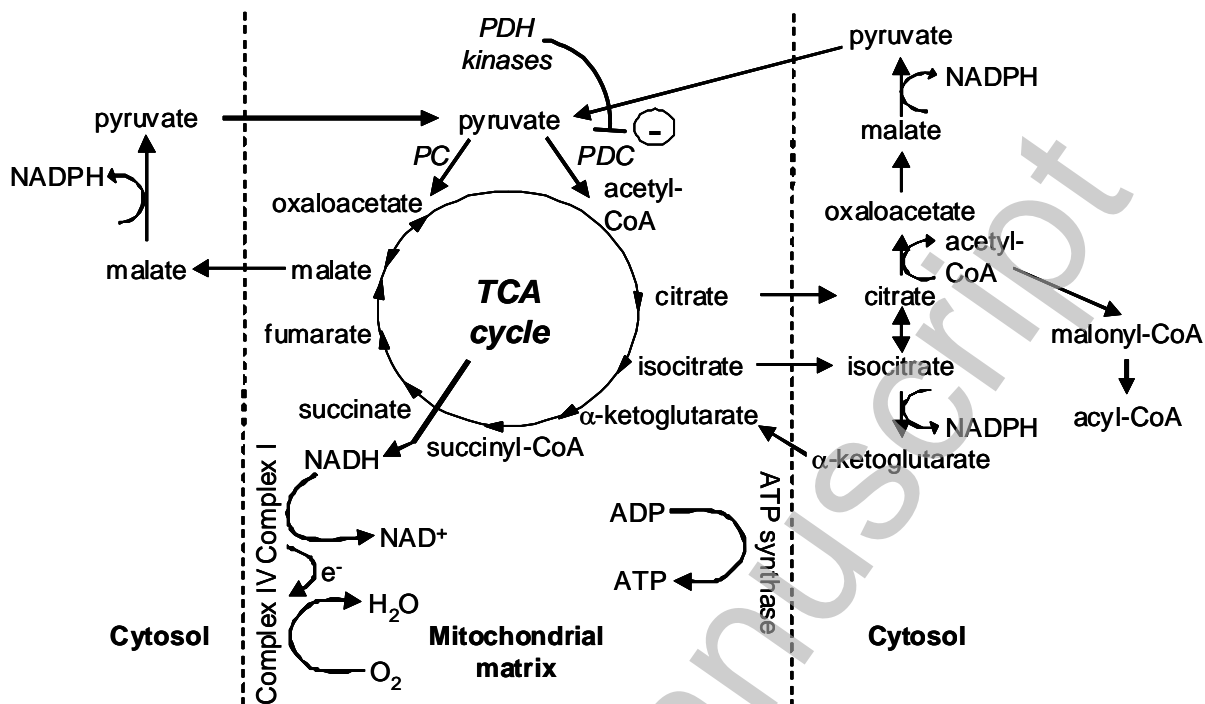 PDH
kinases
pyruvate
NADPH
pyruvate
pyruvate
-
malate
PC
PDC
NADPH
oxaloacetate
acetyl-
CoA
oxaloacetate
acetyl-
CoA
malate
malate
TCA
cycle
citrate
citrate
malonyl-CoA
fumarate
isocitrate
isocitrate
succinate
α-ketoglutarate
acyl-CoA
succinyl-CoA
NADPH
NADH
α-ketoglutarate
Complex I
ADP
ATP synthase
NAD+
e-
ATP
Complex IV
H2O
Cytosol
Mitochondrial
matrix
Cytosol
O2